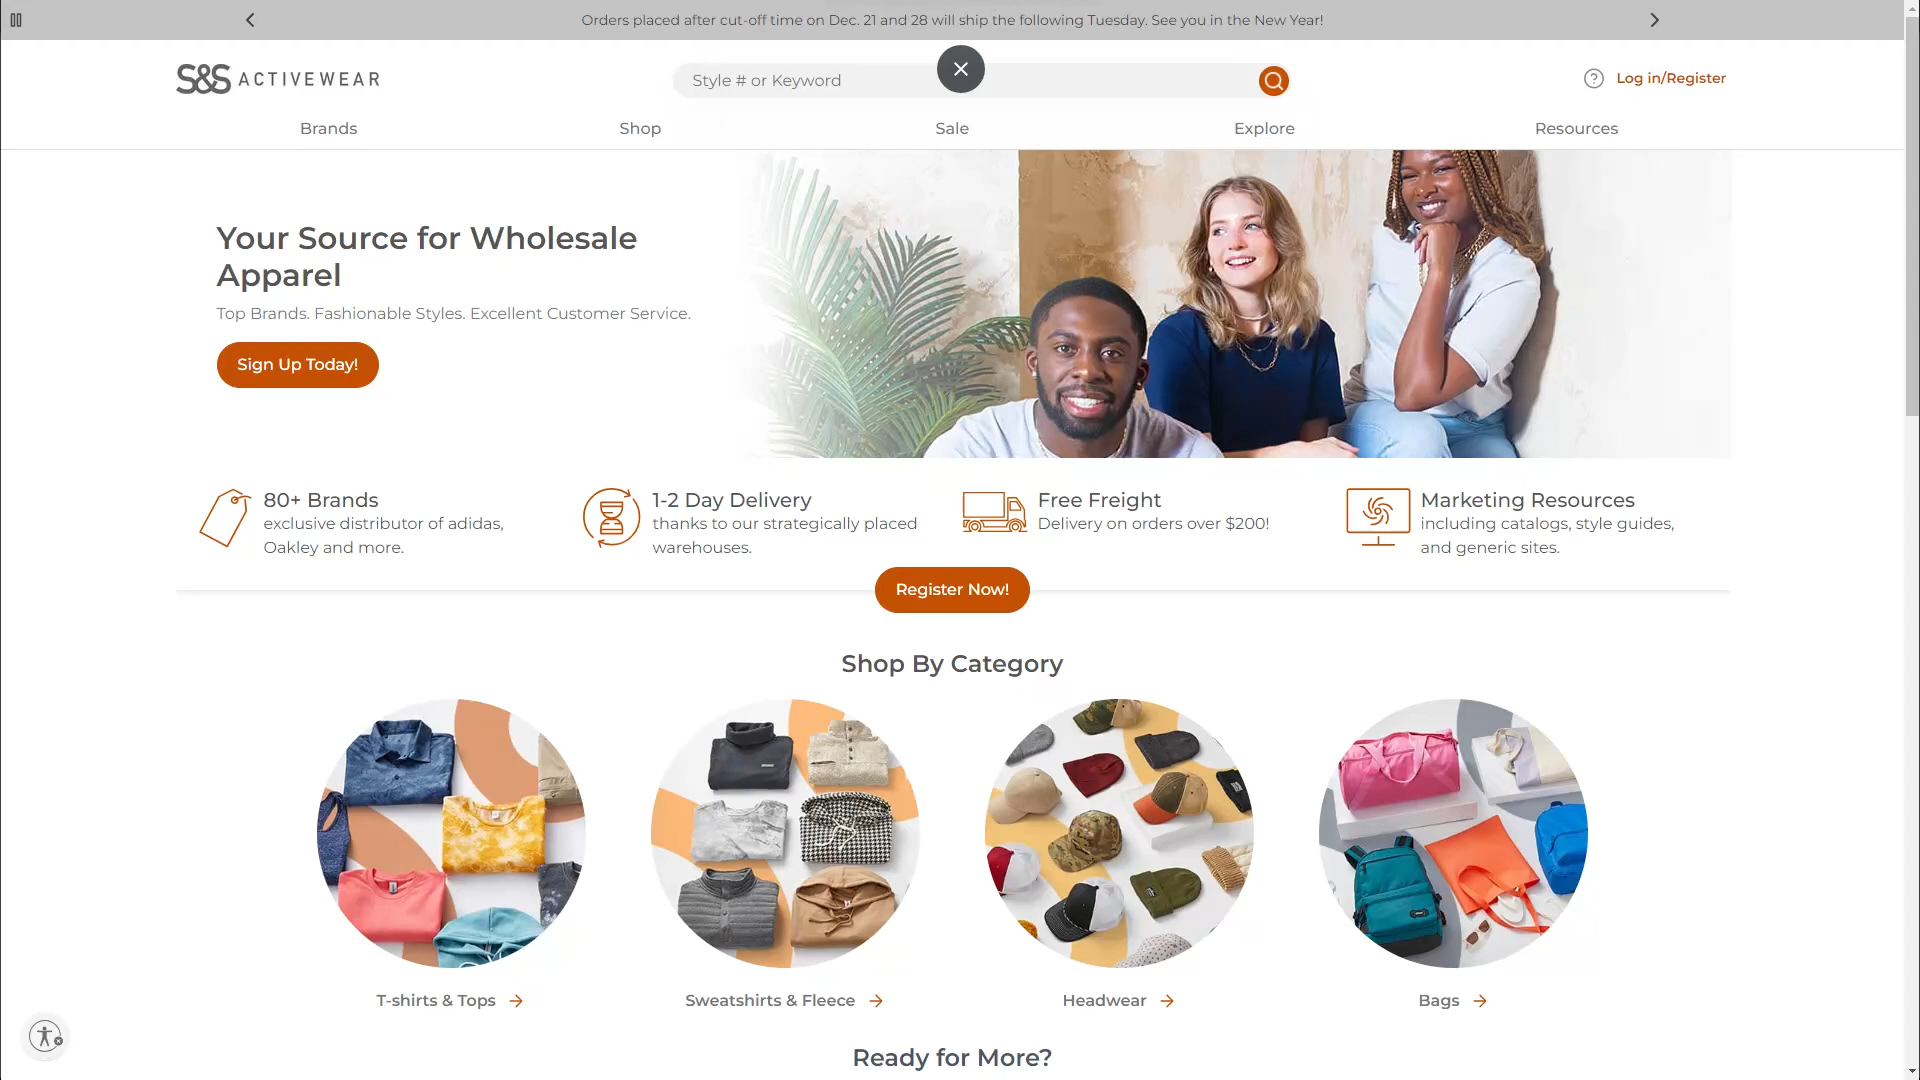 Orders placed after cut-off time on Dec. 21 and 28 will ship the following Tuesday. See you in the New Year!
S&S ACTIVEWEAR
Style # or Keyword
Log in/Register
Brands
Shop
Sale
Explore
Resources
Your Source for Wholesale
Apparel
Top Brands. Fashionable Styles. Excellent Customer Service.
Sign Up Today!
80+ Brands
exclusive distributor of adidas,
Oakley and more.
1-2 Day Delivery
thanks to our strategically placed
warehouses.
Free Freight
Delivery on orders over $200!
Marketing Resources
including catalogs, style guides,
and generic sites.
Register Now!
Shop By Category
T-shirts & Tops
Sweatshirts & Fleece
Headwear
Bags
Ready for More?